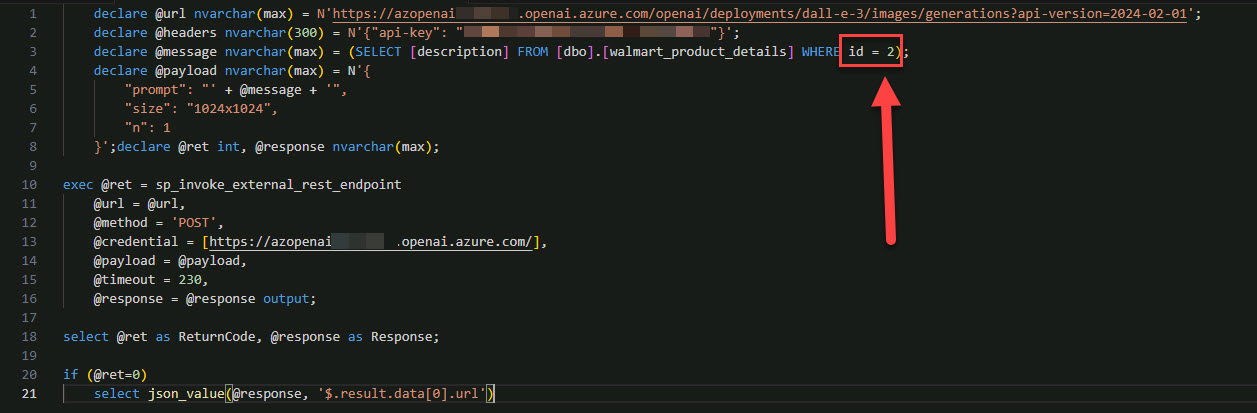 1 declare @url nvarchar(max) = N'https://azopenai .openai.azure.com/openai/deployments/dall-e-3/images/generations?api-version=2024-02-01';
2 declare @headers nvarchar(300) = N'{"api-key": " "}';
3 declare @message nvarchar(max) = (SELECT [description] FROM [dbo].[walmart_product_details] WHERE id = 2);
4 declare @payload nvarchar(max) = N'{
5 "prompt": "' + @message + '",
6 "size": "1024x1024",
7 "n": 1
8 }';declare @ret int, @response nvarchar(max);
9
10 exec @ret = sp_invoke_external_rest_endpoint
11 @url = @url,
12 @method = 'POST',
13 @credential = [https://azopenai .openai.azure.com/],
14 @payload = @payload,
15 @timeout = 230,
16 @response = @response output;
17
18 select @ret as ReturnCode, @response as Response;
19
20 if (@ret=0)
21 select json_value(@response, '$.result.data[0].url')